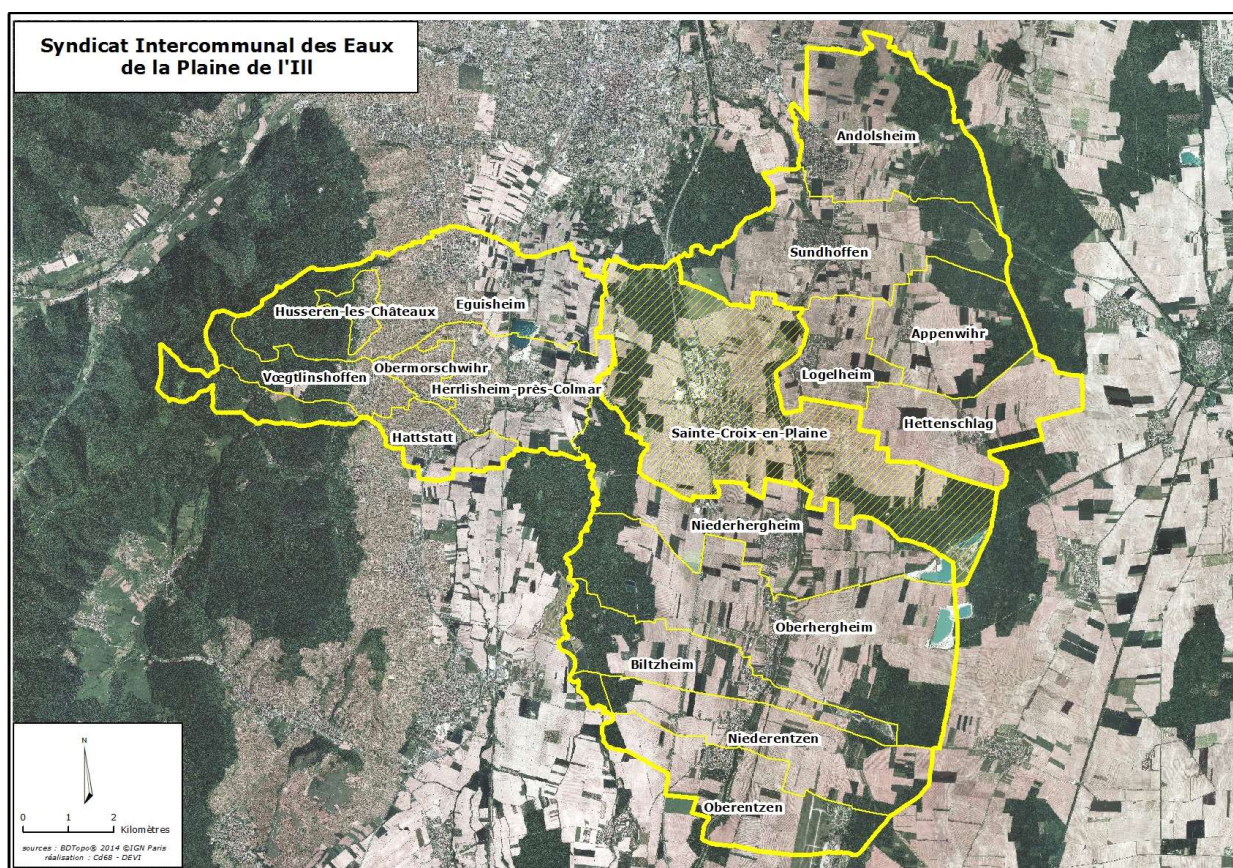 Syndicat Intercommunal des Eaux
de la Plaine de l'Ill
Andolsheim
Sundhoffen
Husseren-les-Châteaux
Eguisheim
Appenwihr
Obermorschwihr
Vœgtlinshoffen
Logelheim
Herrlisheim-près-Colmar
Hettenschlag
Sainte-Croix-en-Plaine
Hattstatt
Niederhergheim
Oberhergheim
Biltzheim
Niederentzen
Oberentzen
N
0 1 2
Kilomètres
sources : BDTopo® 2014 ©IGN Paris
réalisation : Cd68 - DEVI